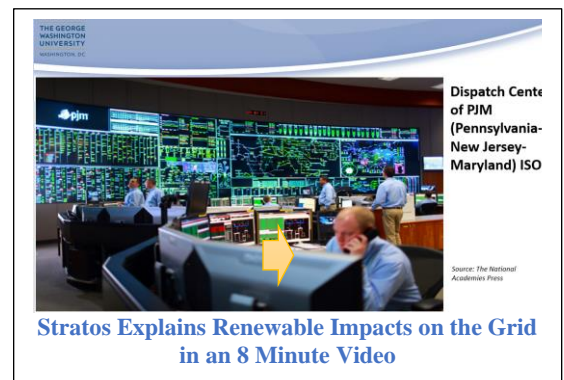 THE GEORGE
WASHINGTON
UNIVERSITY
WASHINGTON, DC
pjm
Dispatch Cente
of PJM
(Pennsylvania-
New Jersey-
Maryland) ISO
Source: The National
Academies Press
Stratos Explains Renewable Impacts on the Grid
in an 8 Minute Video